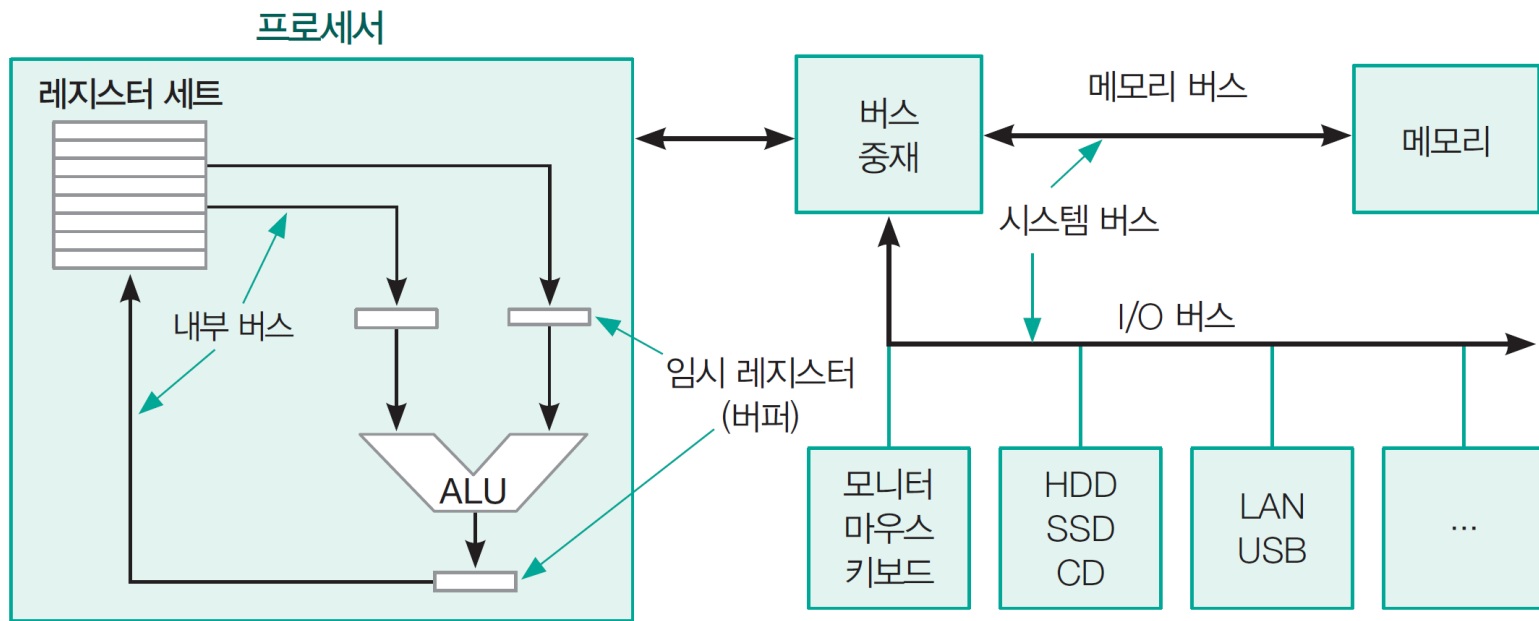 프로세서
레지스터 세트
내부 버스
임시 레지스터
(버퍼)
ALU
버스
중재
메모리 버스
메모리
시스템 버스
I/O 버스
모니터
마우스
키보드
HDD
SSD
CD
LAN
USB
...